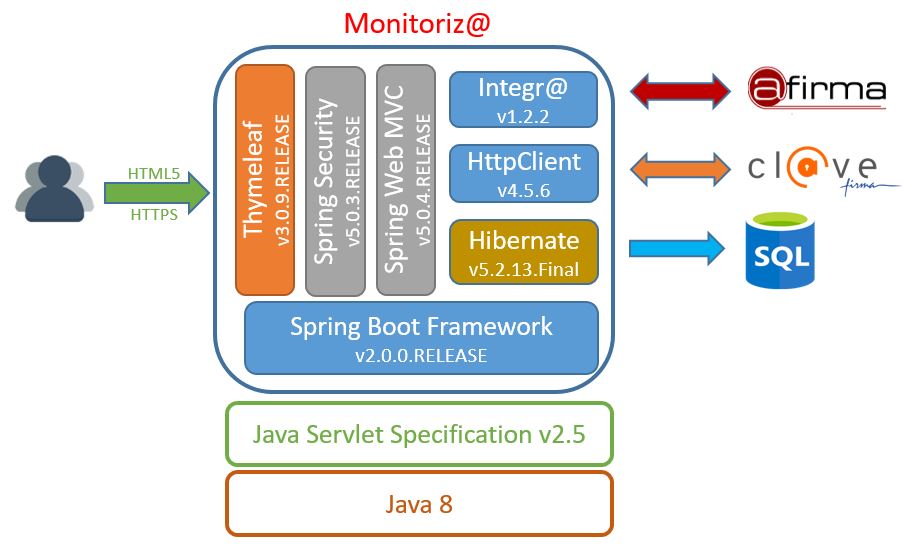 Monitoriz@
HTML5
HTTPS
Thymeleaf
v3.0.9.RELEASE
Spring Security
v5.0.3.RELEASE
Spring Web MVC
v5.0.4.RELEASE
Integr@
v1.2.2
HttpClient
v4.5.6
Hibernate
v5.2.13.Final
Spring Boot Framework
v2.0.0.RELEASE
Java Servlet Specification v2.5
Java 8
@firma
cl@ve
firma
SQL